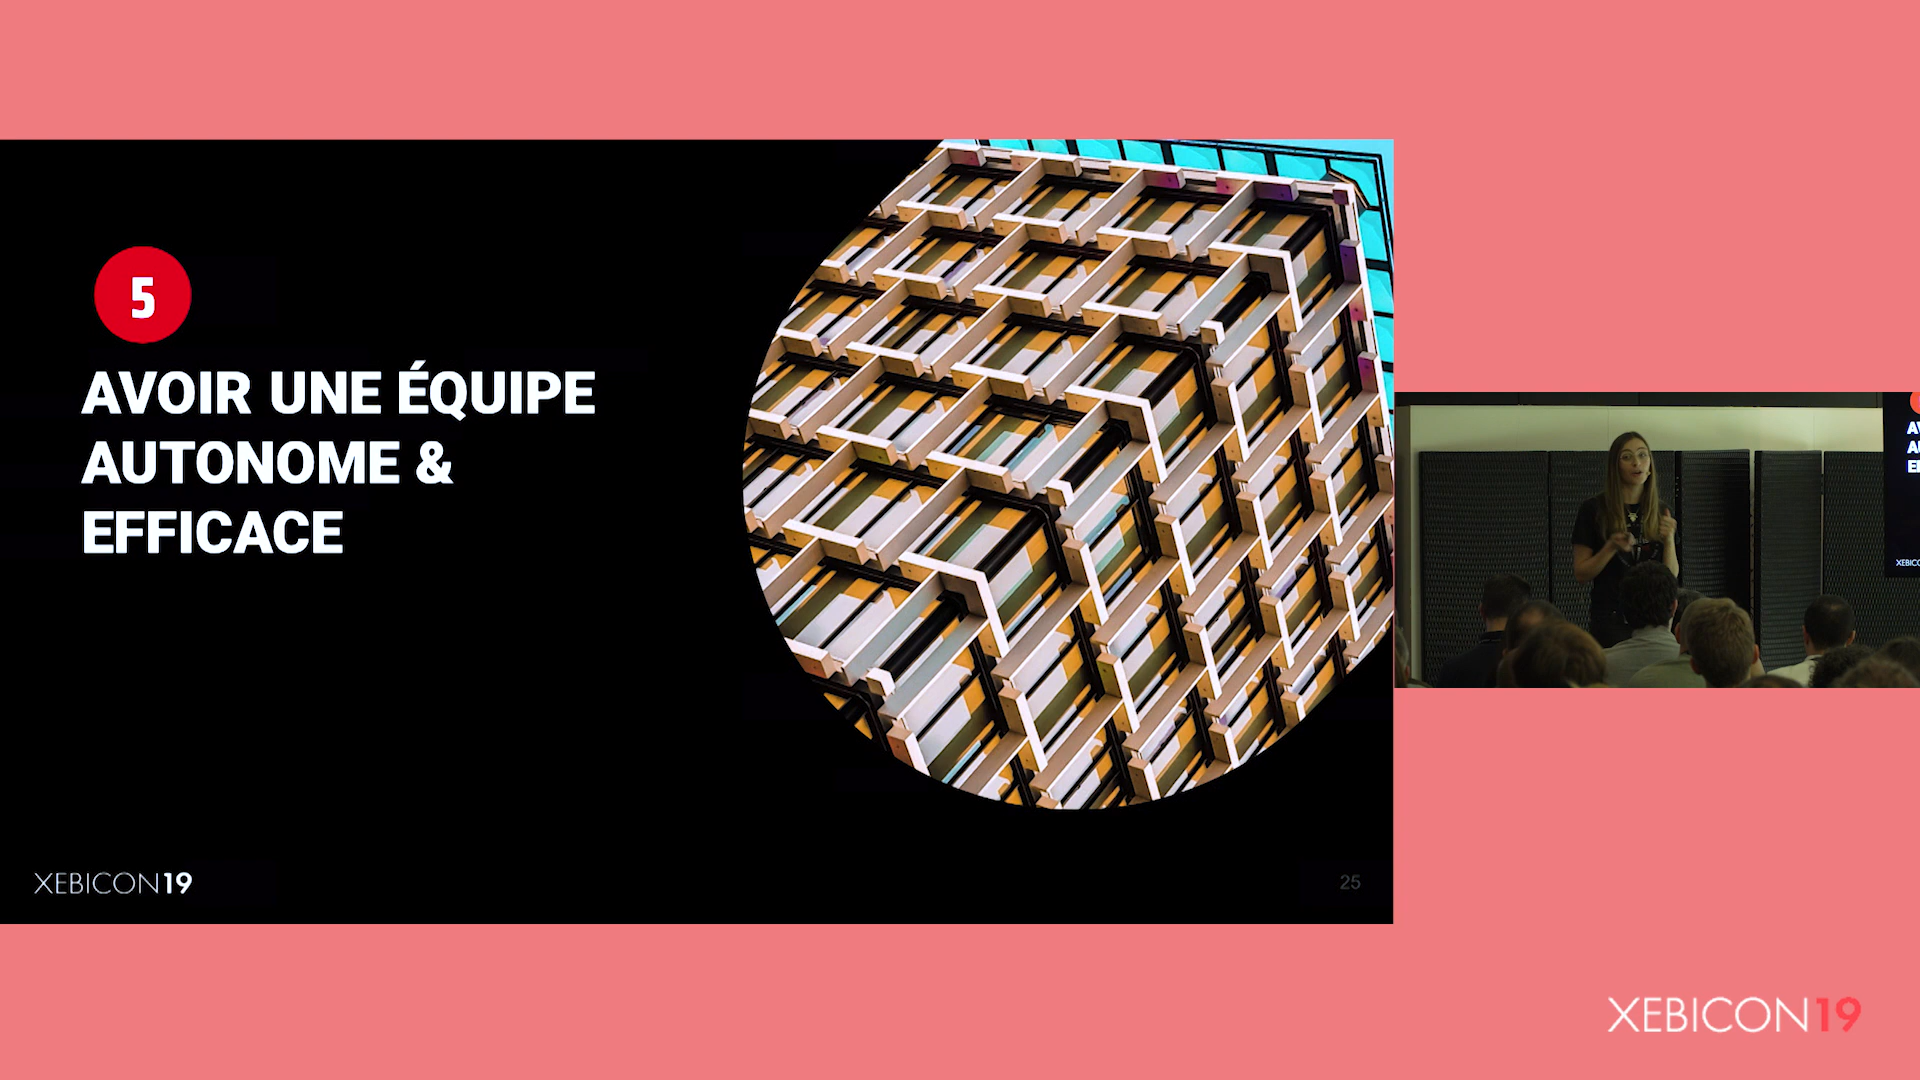 5
AVOIR UNE ÉQUIPE
AUTONOME &
EFFICACE
XEBICON19
25
XEBICON19